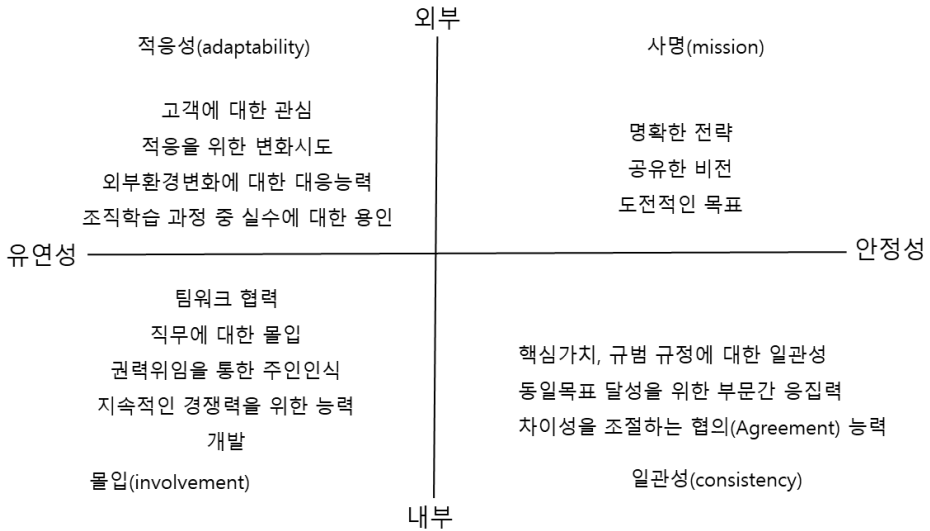 외부
적응성(adaptability)
고객에 대한 관심
적응을 위한 변화시도
외부환경변화에 대한 대응능력
조직학습 과정 중 실수에 대한 용인
사명(mission)
명확한 전략
공유한 비전
도전적인 목표
유연성
안정성
팀워크 협력
직무에 대한 몰입
권력위임을 통한 주인인식
지속적인 경쟁력을 위한 능력
개발
몰입(involvement)
핵심가치, 규범 규정에 대한 일관성
동일목표 달성을 위한 부문간 응집력
차이성을 조절하는 협의(Agreement) 능력
일관성(consistency)
내부